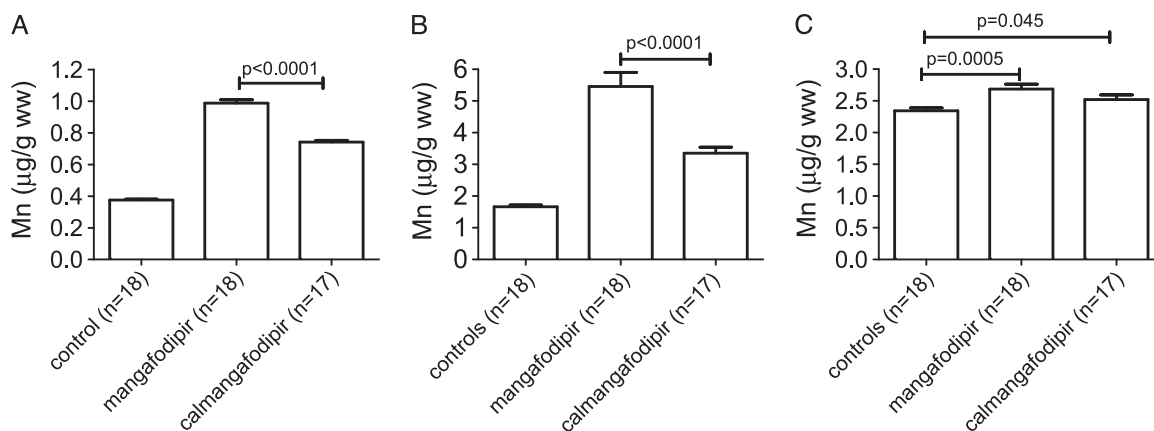 A
p<0.0001
Mn (µg/g ww)
1.2
1.0
0.8
0.6
0.4
0.2
0.0
control (n=18)
mangafodipir (n=18)
calmangafodipir (n=17)
B
p<0.0001
Mn (µg/g ww)
6
5
4
3
2
1
0
controls (n=18)
mangafodipir (n=18)
calmangafodipir (n=17)
C
p=0.045
p=0.0005
Mn (µg/g ww)
3.0
2.5
2.0
1.5
1.0
0.5
0.0
controls (n=18)
mangafodipir (n=18)
calmangafodipir (n=17)